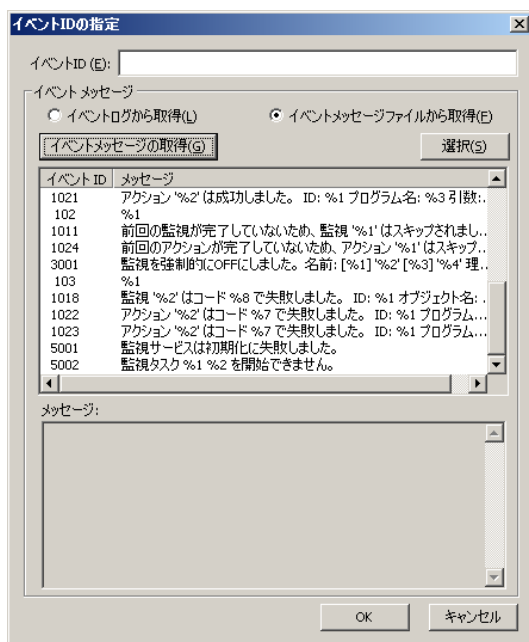 イベントIDの指定
イベントID (E):
イベント メッセージ
イベントログから取得(L) イベントメッセージファイルから取得(F)
イベントメッセージの取得(G) 選択(S)
イベント ID メッセージ
1021 アクション '%2' は成功しました。 ID: %1 プログラム名: %3 引数:..
102 %1
1011 前回の監視が完了していないため、監視 '%1' はスキップされまし..
1024 前回のアクションが完了していないため、アクション '%1' はスキップ..
3001 監視を強制的にOFFにしました。 名前: [%1] '%2' [%3] '%4' 理..
103 %1
1018 監視 '%2' はコード %8 で失敗しました。 ID: %1 オブジェクト名: ..
1022 アクション '%2' はコード %7 で失敗しました。 ID: %1 プログラム...
1023 アクション '%2' はコード %7 で失敗しました。 ID: %1 プログラム...
5001 監視サービスは初期化に失敗しました。
5002 監視タスク %1 %2 を開始できません。
メッセージ:
OK キャンセル